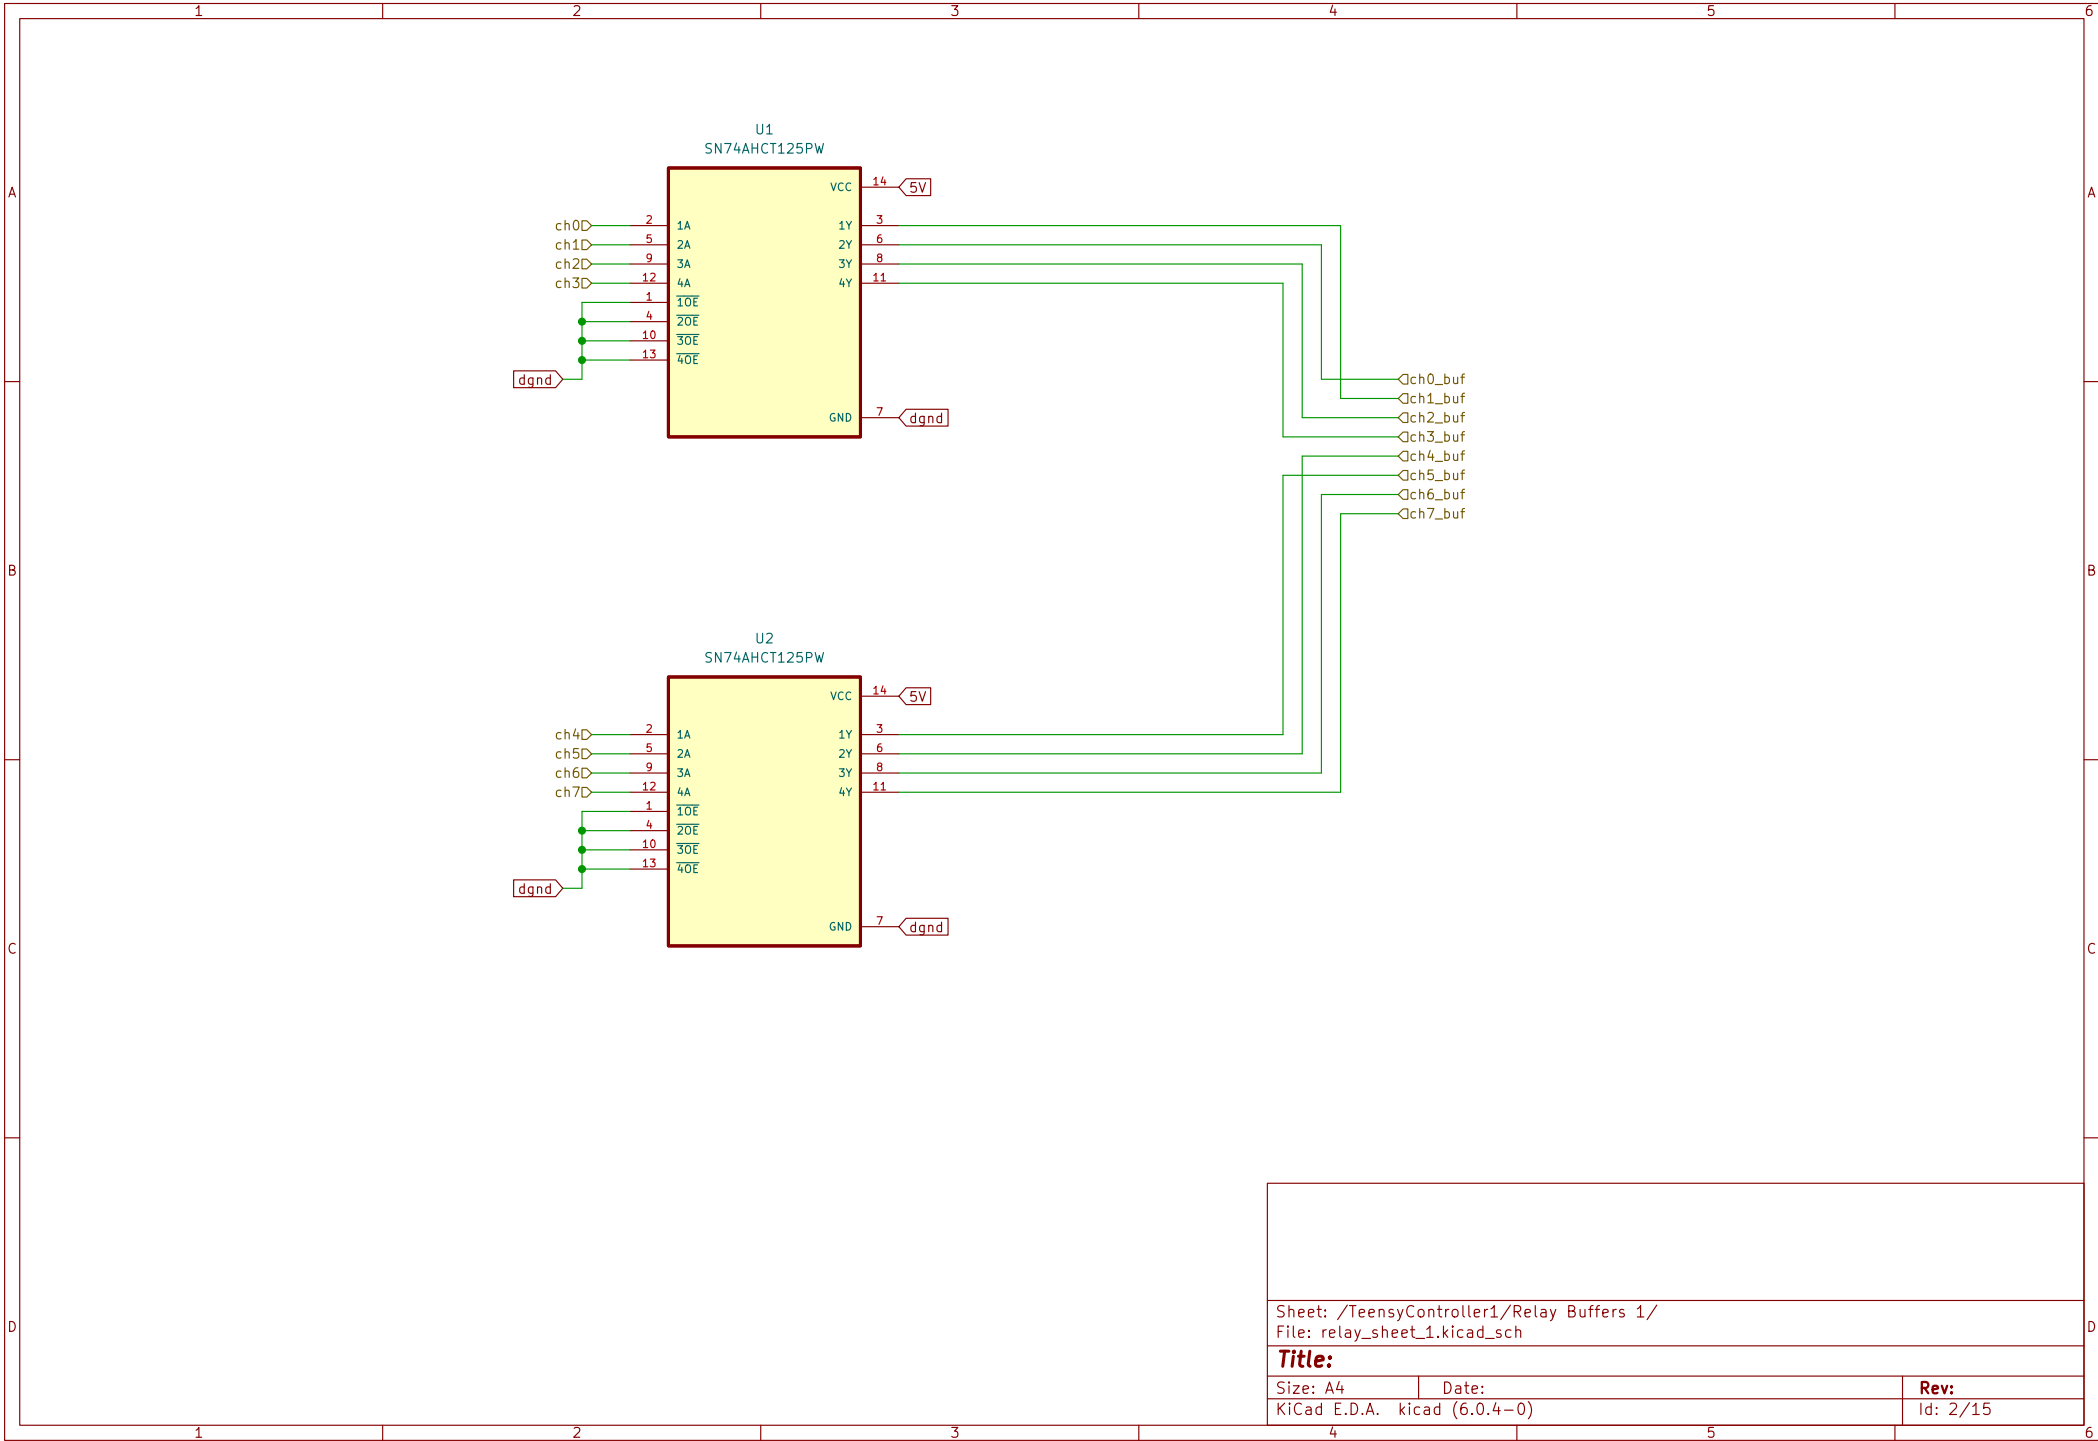 1 2 3 4 5 6
A A
U1
SN74AHCT125PW
VCC 14 5V
ch0 2 1A 1Y 3
ch1 5 2A 2Y 6
ch2 9 3A 3Y 8
ch3 12 4A 4Y 11
1 1OE
4 2OE
10 3OE
13 4OE
dgnd
GND 7 dgnd
ch0_buf
ch1_buf
ch2_buf
ch3_buf
ch4_buf
ch5_buf
ch6_buf
ch7_buf
B B
U2
SN74AHCT125PW
VCC 14 5V
ch4 2 1A 1Y 3
ch5 5 2A 2Y 6
ch6 9 3A 3Y 8
ch7 12 4A 4Y 11
1 1OE
4 2OE
10 3OE
13 4OE
dgnd
GND 7 dgnd
C C
D D
Sheet: /TeensyController1/Relay Buffers 1/
File: relay_sheet_1.kicad_sch
Title:
Size: A4 Date: Rev:
KiCad E.D.A. kicad (6.0.4-0) Id: 2/15
1 2 3 4 5 6